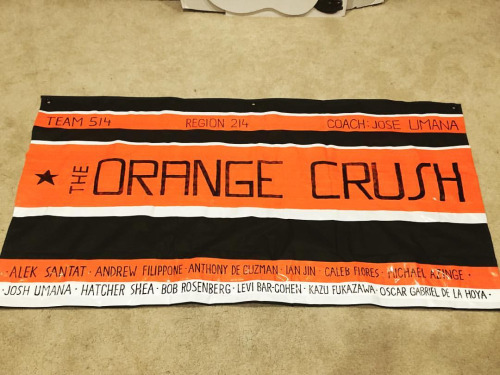 TEAM 514 REGION 214 COACH: JOSE UMANA
★ THE ORANGE CRUSH
· ALEK SANTAT · ANDREW FILIPPONE · ANTHONY DE GUZMAN · IAN JIN · CALEB FLORES · MICHAEL AZINGE ·
· JOSH UMANA · HATCHER SHEA · BOB ROSENBERG · LEVI BAR-COHEN · KAZU FUKAZAWA · OSCAR GABRIEL DE LA HOYA ·